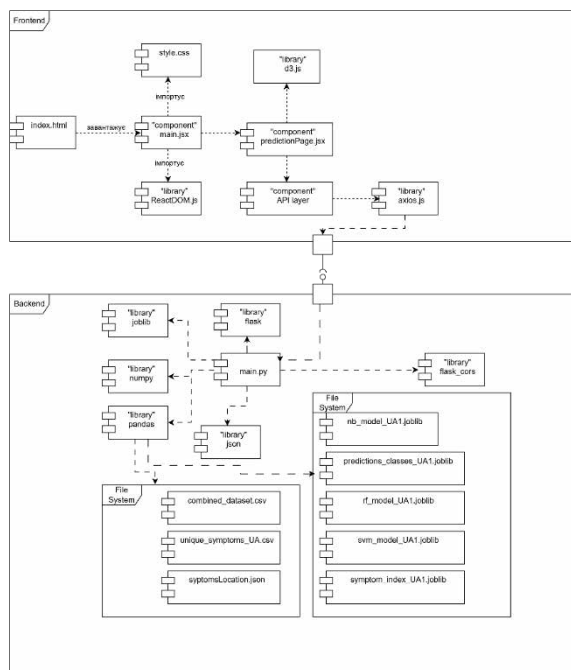 Frontend
style.css
"library"
d3.js
імпортує
index.html
завантажує
"component"
main.jsx
"component"
predictionPage.jsx
імпортує
"library"
ReactDOM.js
"component"
API layer
"library"
axios.js
Backend
"library"
joblib
"library"
flask
"library"
numpy
main.py
"library"
flask_cors
"library"
pandas
"library"
json
File
System
nb_model_UA1.joblib
predictions_classes_UA1.joblib
rf_model_UA1.joblib
svm_model_UA1.joblib
symptom_index_UA1.joblib
File
System
combined_dataset.csv
unique_symptoms_UA.csv
syptomsLocation.json